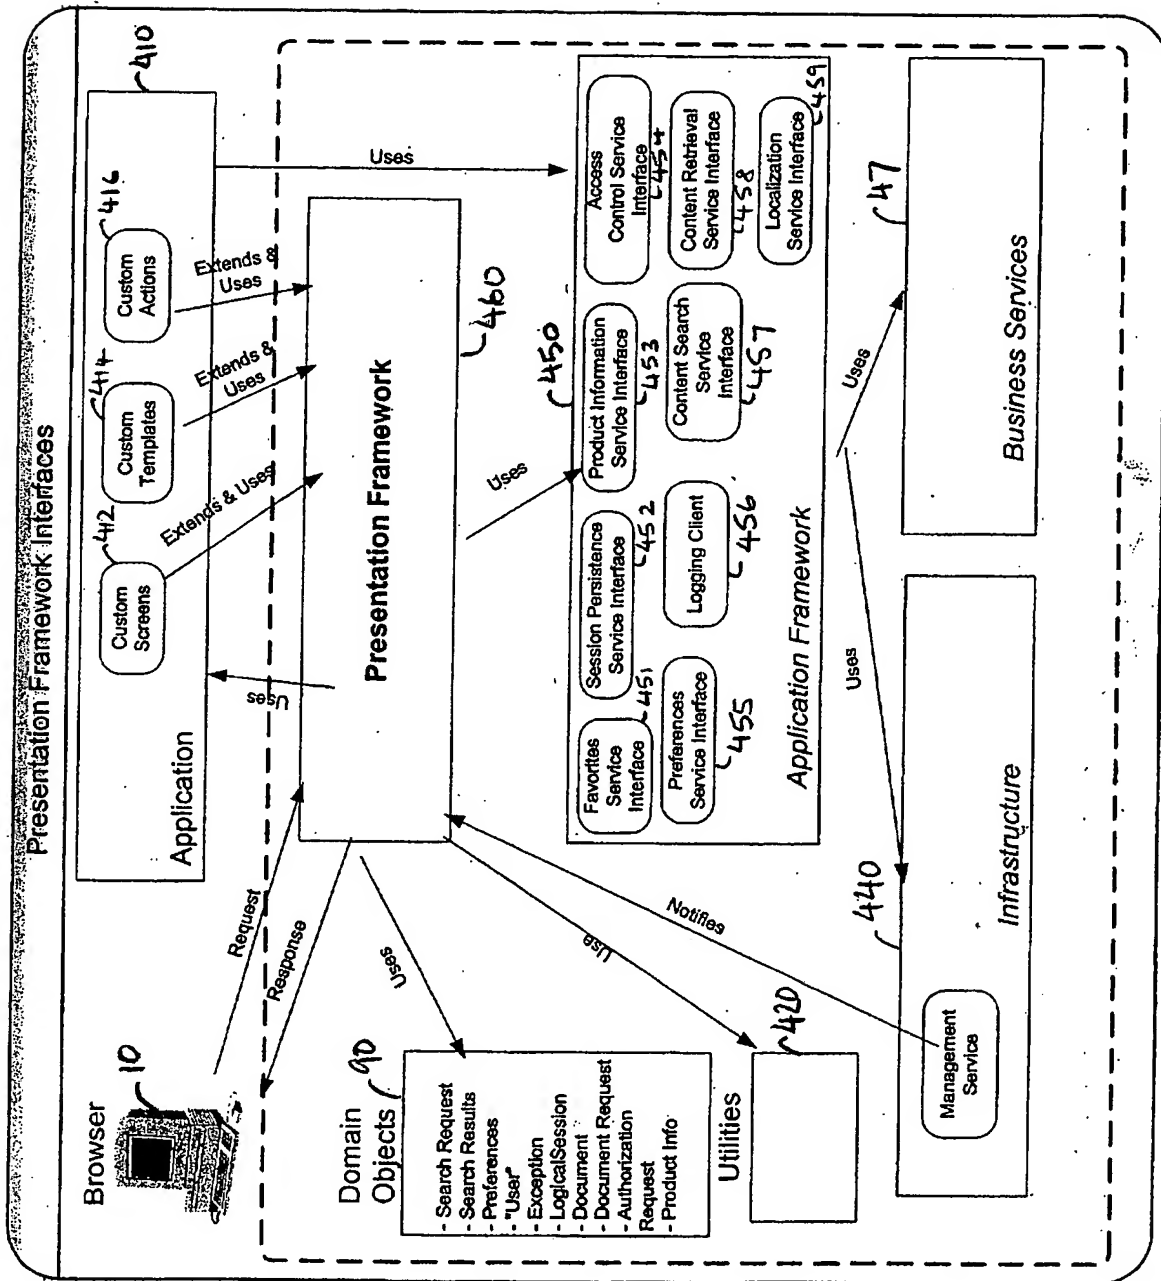 Presentation Framework Interfaces
Browser
10
Request
Response
Application
410
Custom
Screens
412
Custom
Templates
414
Custom
Actions
416
Extends & Uses
Extends &
Uses
Extends &
Uses
Uses
Uses
Presentation Framework
460
Domain
Objects
90
- Search Request
- Search Results
- Preferences
- "User"
- Exception
- LogicalSession
- Document
- Document Request
- Authorization
Request
- Product Info
Uses
Use
Notifies
Uses
Utilities
420
450
Favorites
Service
Interface
451
Session Persistence
Service Interface
452
Product Information
Service Interface
453
Access
Control Service
Interface
454
Preferences
Service Interface
455
Logging Client
456
Content Search
Service
Interface
457
Content Retrieval
Service Interface
458
Localization
Service Interface
459
Application Framework
Uses
Uses
440
Management
Service
Infrastructure
47
Business Services